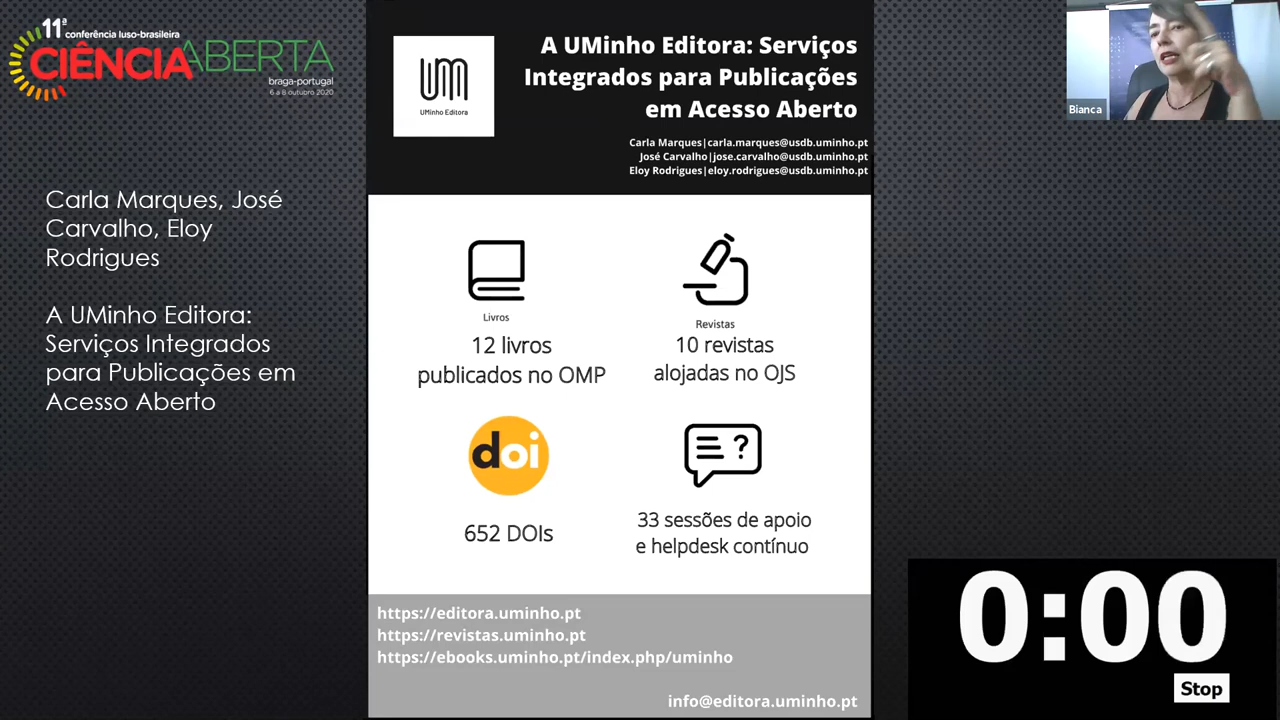 11ª
conferência luso-brasileira
CIÊNCIAABERTA
braga-portugal
6 a 8 outubro 2020
Carla Marques, José
Carvalho, Eloy
Rodrigues
A UMinho Editora:
Serviços Integrados
para Publicações em
Acesso Aberto
UMinho Editora
A UMinho Editora: Serviços
Integrados para Publicações
em Acesso Aberto
Carla Marques|carla.marques@usdb.uminho.pt
José Carvalho|jose.carvalho@usdb.uminho.pt
Eloy Rodrigues|eloy.rodrigues@usdb.uminho.pt
Livros
12 livros
publicados no OMP
Revistas
10 revistas
alojadas no OJS
doi
652 DOIs
?
33 sessões de apoio
e helpdesk contínuo
https://editora.uminho.pt
https://revistas.uminho.pt
https://ebooks.uminho.pt/index.php/uminho
info@editora.uminho.pt
Bianca
0:00
Stop